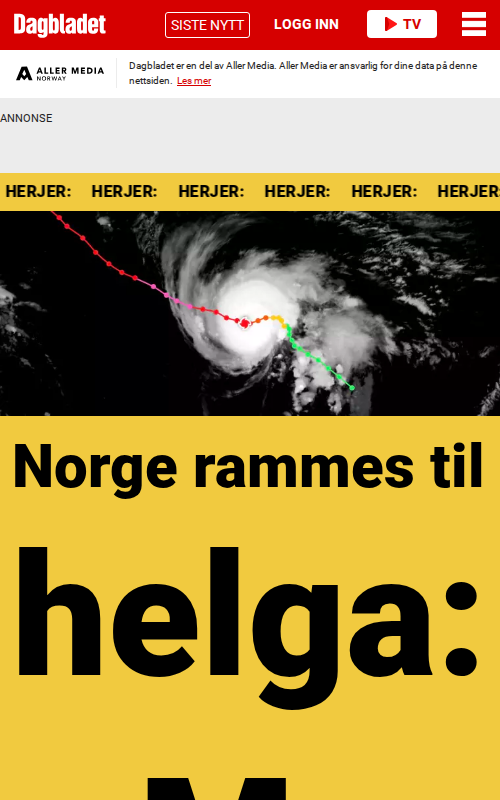 Dagbladet SISTE NYTT LOGG INN TV
ALLER MEDIA NORWAY
Dagbladet er en del av Aller Media. Aller Media er ansvarlig for dine data på denne
nettsiden. Les mer
ANNONSE
HERJER: HERJER: HERJER: HERJER: HERJER: HERJER:
Norge rammes til
helga: